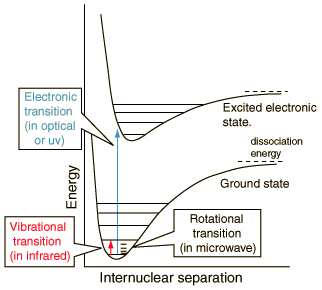 Electronic
transition
(in optical
or uv)
Excited electronic
state.
dissociation
energy
Ground state
Energy
Vibrational
transition
(in infrared)
Rotational
transition
(in microwave)
Internuclear separation